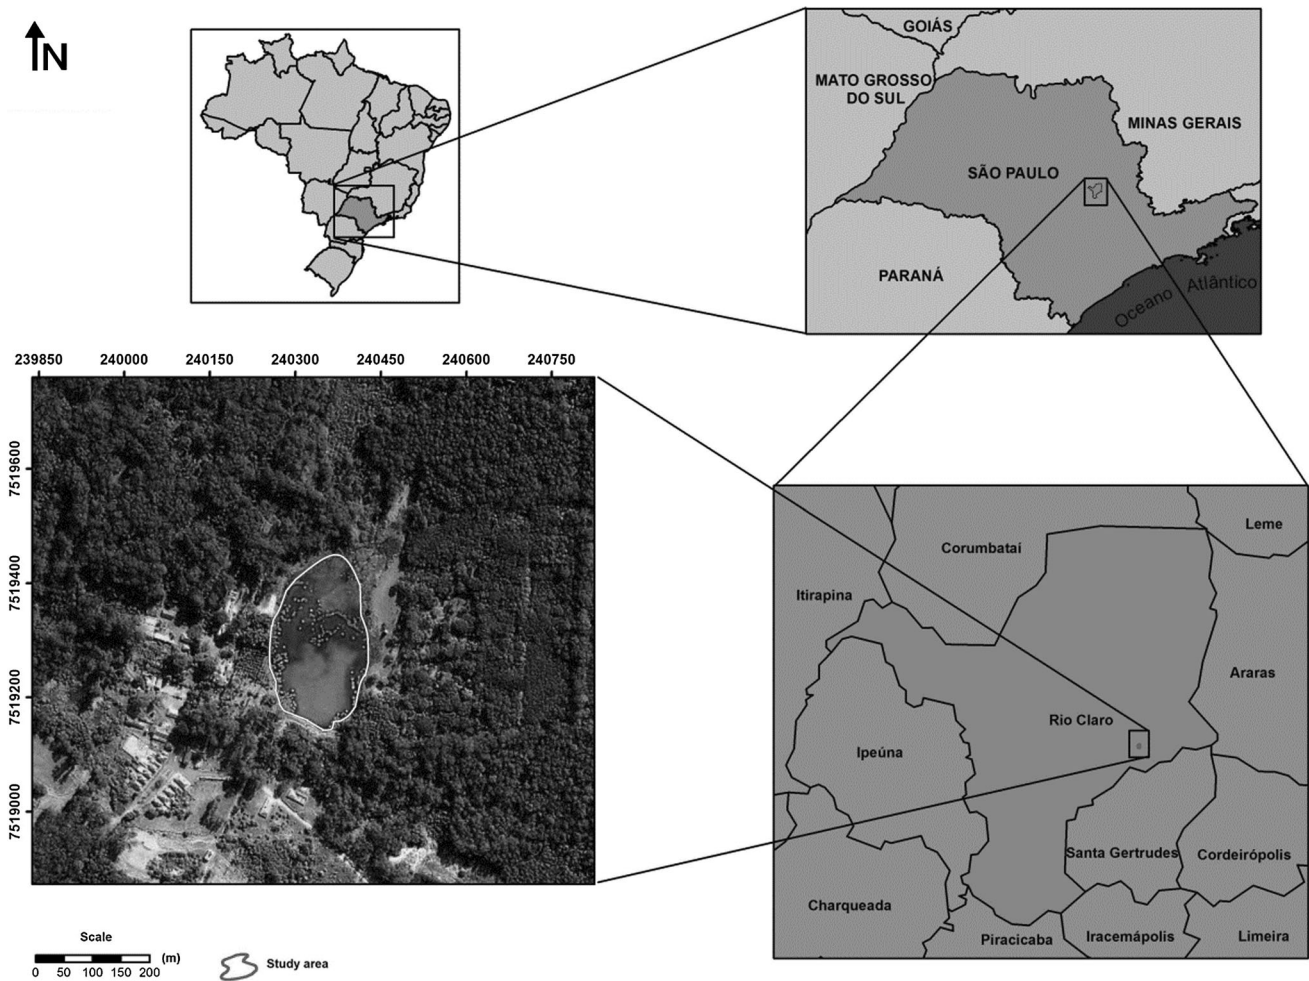 N
GOIÁS
MATO GROSSO
DO SUL
MINAS GERAIS
SÃO PAULO
PARANÁ
Oceano Atlântico
239850 240000 240150 240300 240450 240600 240750
7519600
7519400
7519200
7519000
Corumbataí
Leme
Itirapina
Araras
Rio Claro
Ipeúna
Santa Gertrudes
Cordeirópolis
Charqueada
Piracicaba
Iracemápolis
Limeira
Scale
(m)
0 50 100 150 200
Study area